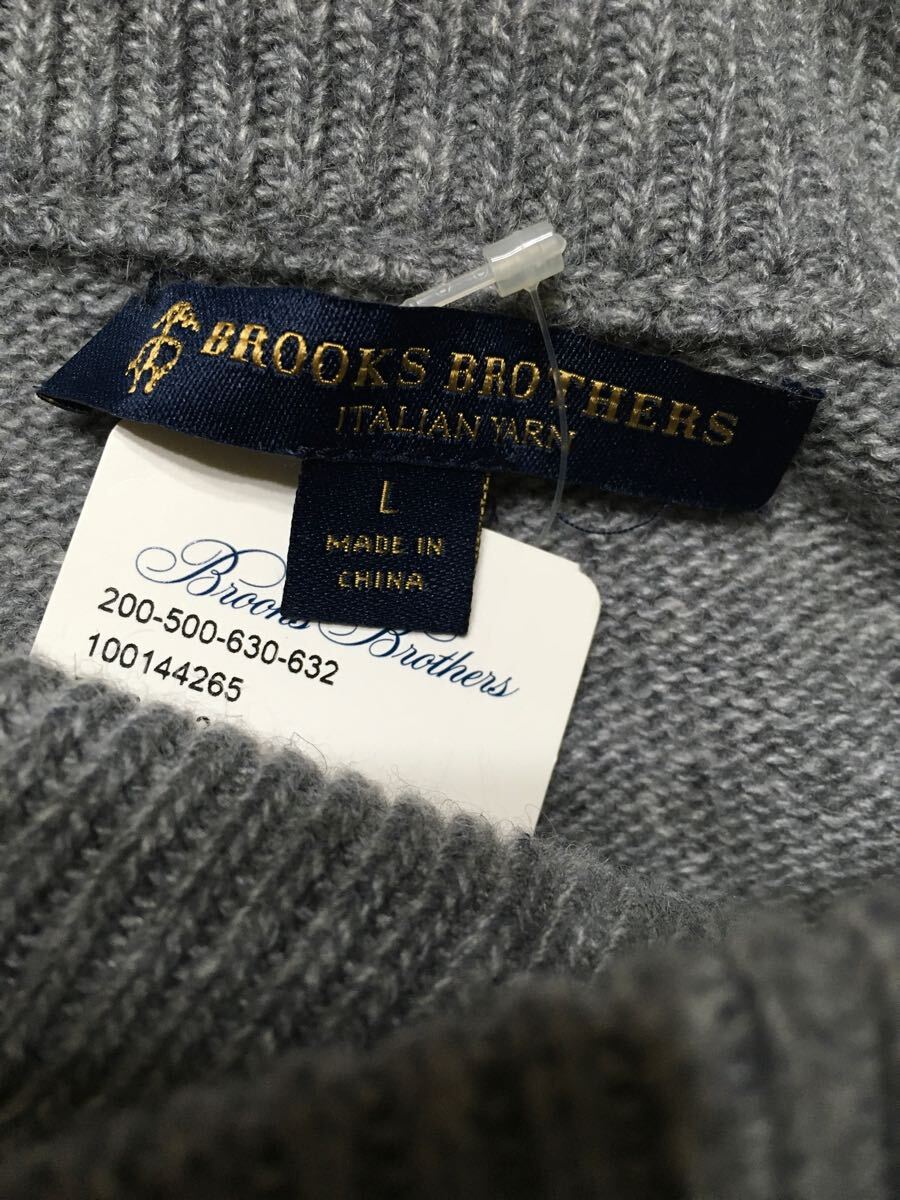 BROOKS BROTHERS
ITALIAN YARN
L
MADE IN
CHINA
Brooks Brothers
200-500-630-632
100144265